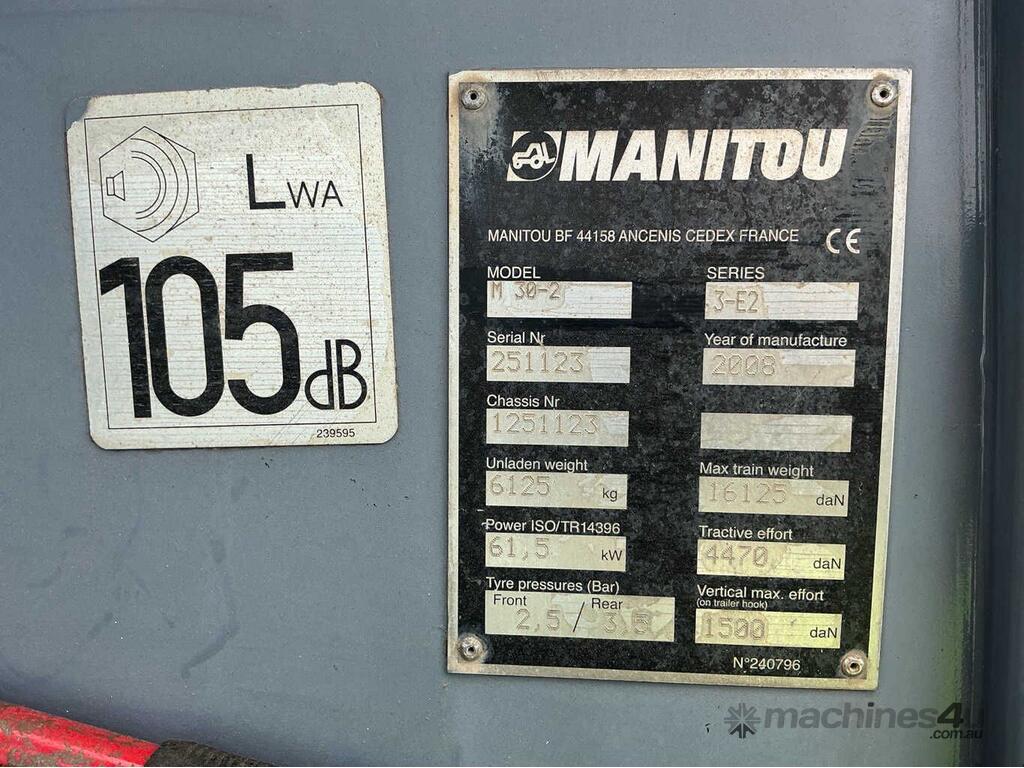 LWA
105 dB
239595
MANITOU
MANITOU BF 44158 ANCENIS CEDEX FRANCE CE
MODEL SERIES
M 30-2 3-E2
Serial Nr Year of manufacture
251123 2008
Chassis Nr
1251123
Unladen weight Max train weight
6125 kg 16125 daN
Power ISO/TR14396 Tractive effort
61,5 kW 4470 daN
Tyre pressures (Bar) Vertical max. effort
Front Rear (on trailer hook)
2,5 / 3,5 1500 daN
N°240796
machines4u
.com.au